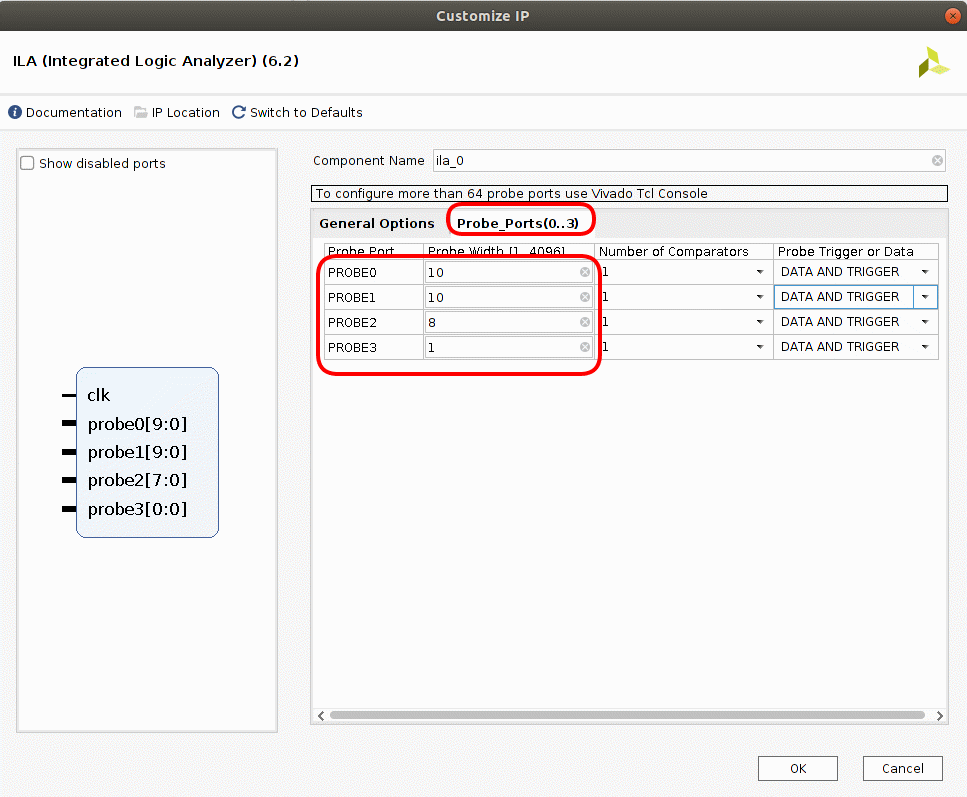 Customize IP
ILA (Integrated Logic Analyzer) (6.2)
Documentation IP Location Switch to Defaults
Show disabled ports
clk
probe0[9:0]
probe1[9:0]
probe2[7:0]
probe3[0:0]
Component Name ila_0
To configure more than 64 probe ports use Vivado Tcl Console
General Options Probe_Ports(0..3)
Probe Port Probe Width [1..4096] Number of Comparators Probe Trigger or Data
PROBE0 10 1 DATA AND TRIGGER
PROBE1 10 1 DATA AND TRIGGER
PROBE2 8 1 DATA AND TRIGGER
PROBE3 1 1 DATA AND TRIGGER
OK Cancel